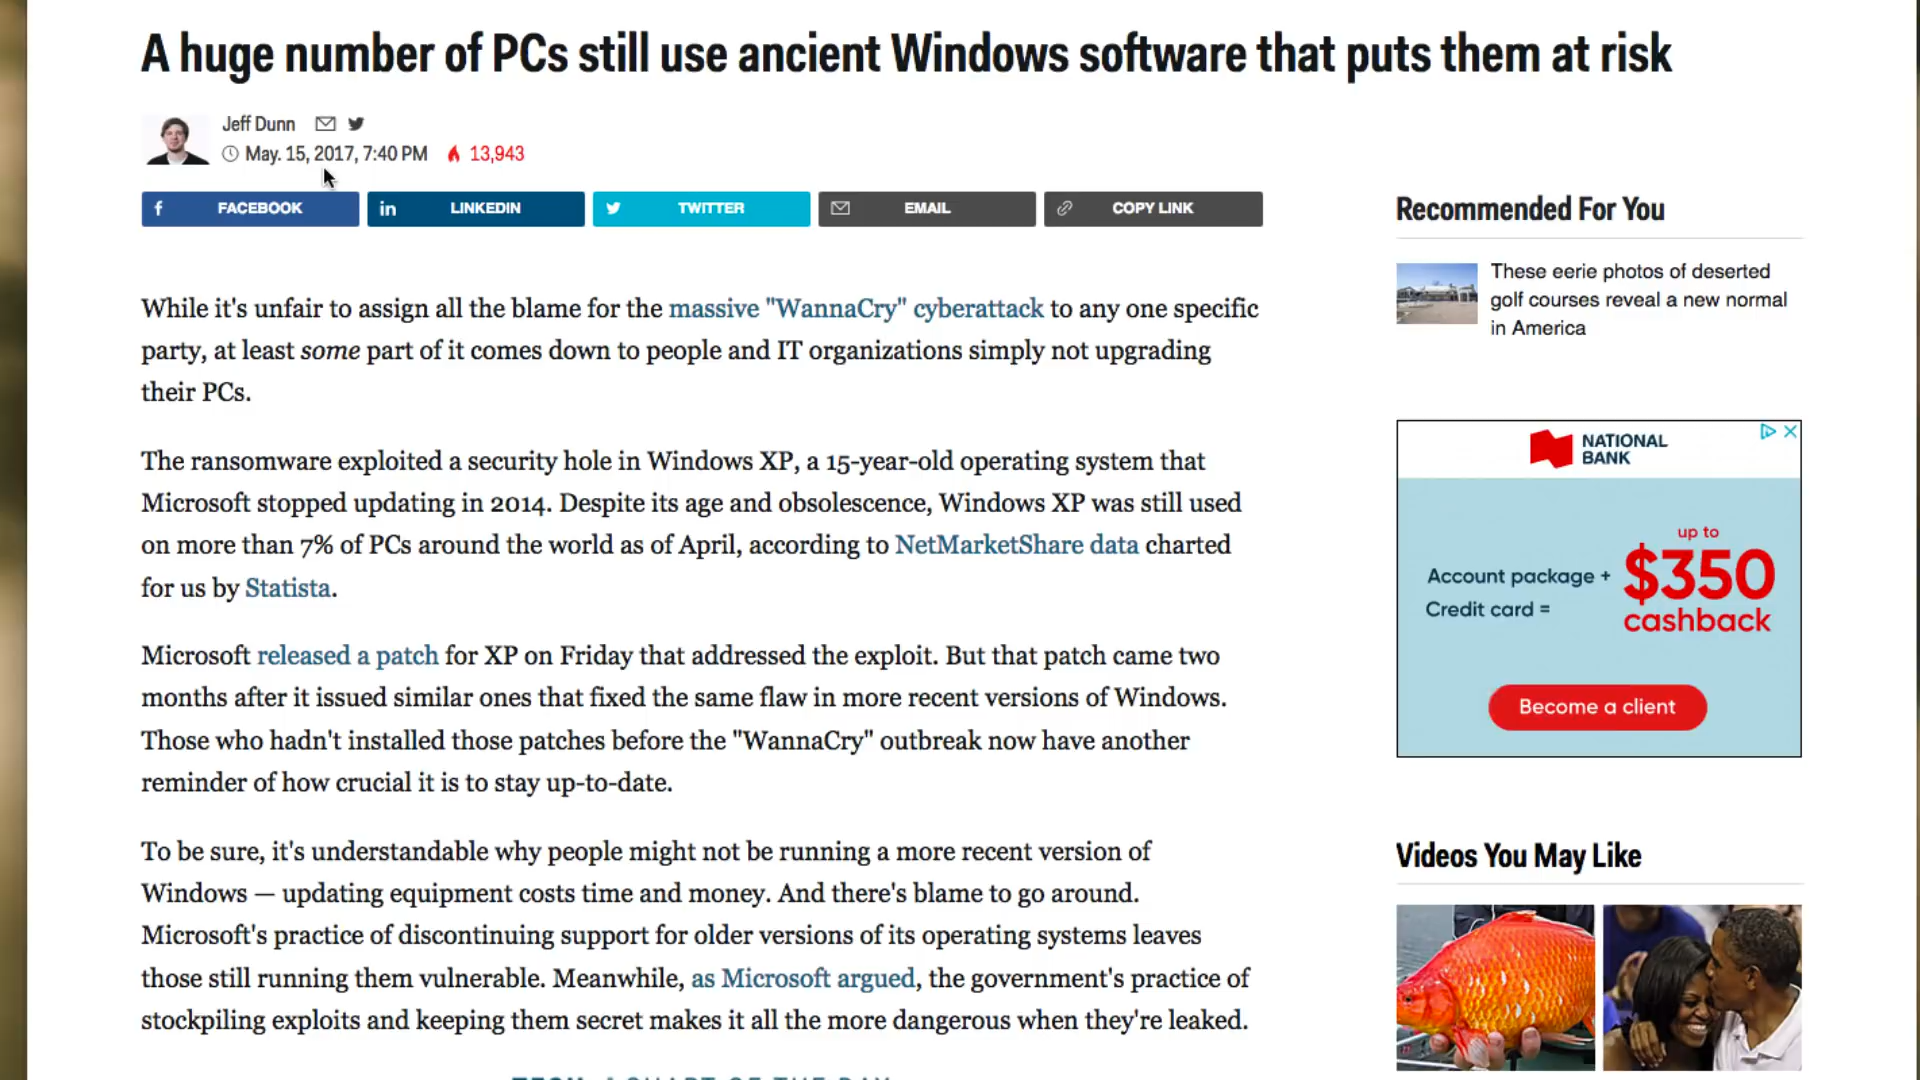 A huge number of PCs still use ancient Windows software that puts them at risk
Jeff Dunn
May. 15, 2017, 7:40 PM 13,943
FACEBOOK
LINKEDIN
TWITTER
EMAIL
COPY LINK
While it's unfair to assign all the blame for the massive "WannaCry" cyberattack to any one specific
party, at least some part of it comes down to people and IT organizations simply not upgrading
their PCs.
The ransomware exploited a security hole in Windows XP, a 15-year-old operating system that
Microsoft stopped updating in 2014. Despite its age and obsolescence, Windows XP was still used
on more than 7% of PCs around the world as of April, according to NetMarketShare data charted
for us by Statista.
Microsoft released a patch for XP on Friday that addressed the exploit. But that patch came two
months after it issued similar ones that fixed the same flaw in more recent versions of Windows.
Those who hadn't installed those patches before the "WannaCry" outbreak now have another
reminder of how crucial it is to stay up-to-date.
To be sure, it's understandable why people might not be running a more recent version of
Windows — updating equipment costs time and money. And there's blame to go around.
Microsoft's practice of discontinuing support for older versions of its operating systems leaves
those still running them vulnerable. Meanwhile, as Microsoft argued, the government's practice of
stockpiling exploits and keeping them secret makes it all the more dangerous when they're leaked.
Recommended For You
These eerie photos of deserted
golf courses reveal a new normal
in America
NATIONAL
BANK
up to
Account package +
$350
Credit card =
cashback
Become a client
Videos You May Like